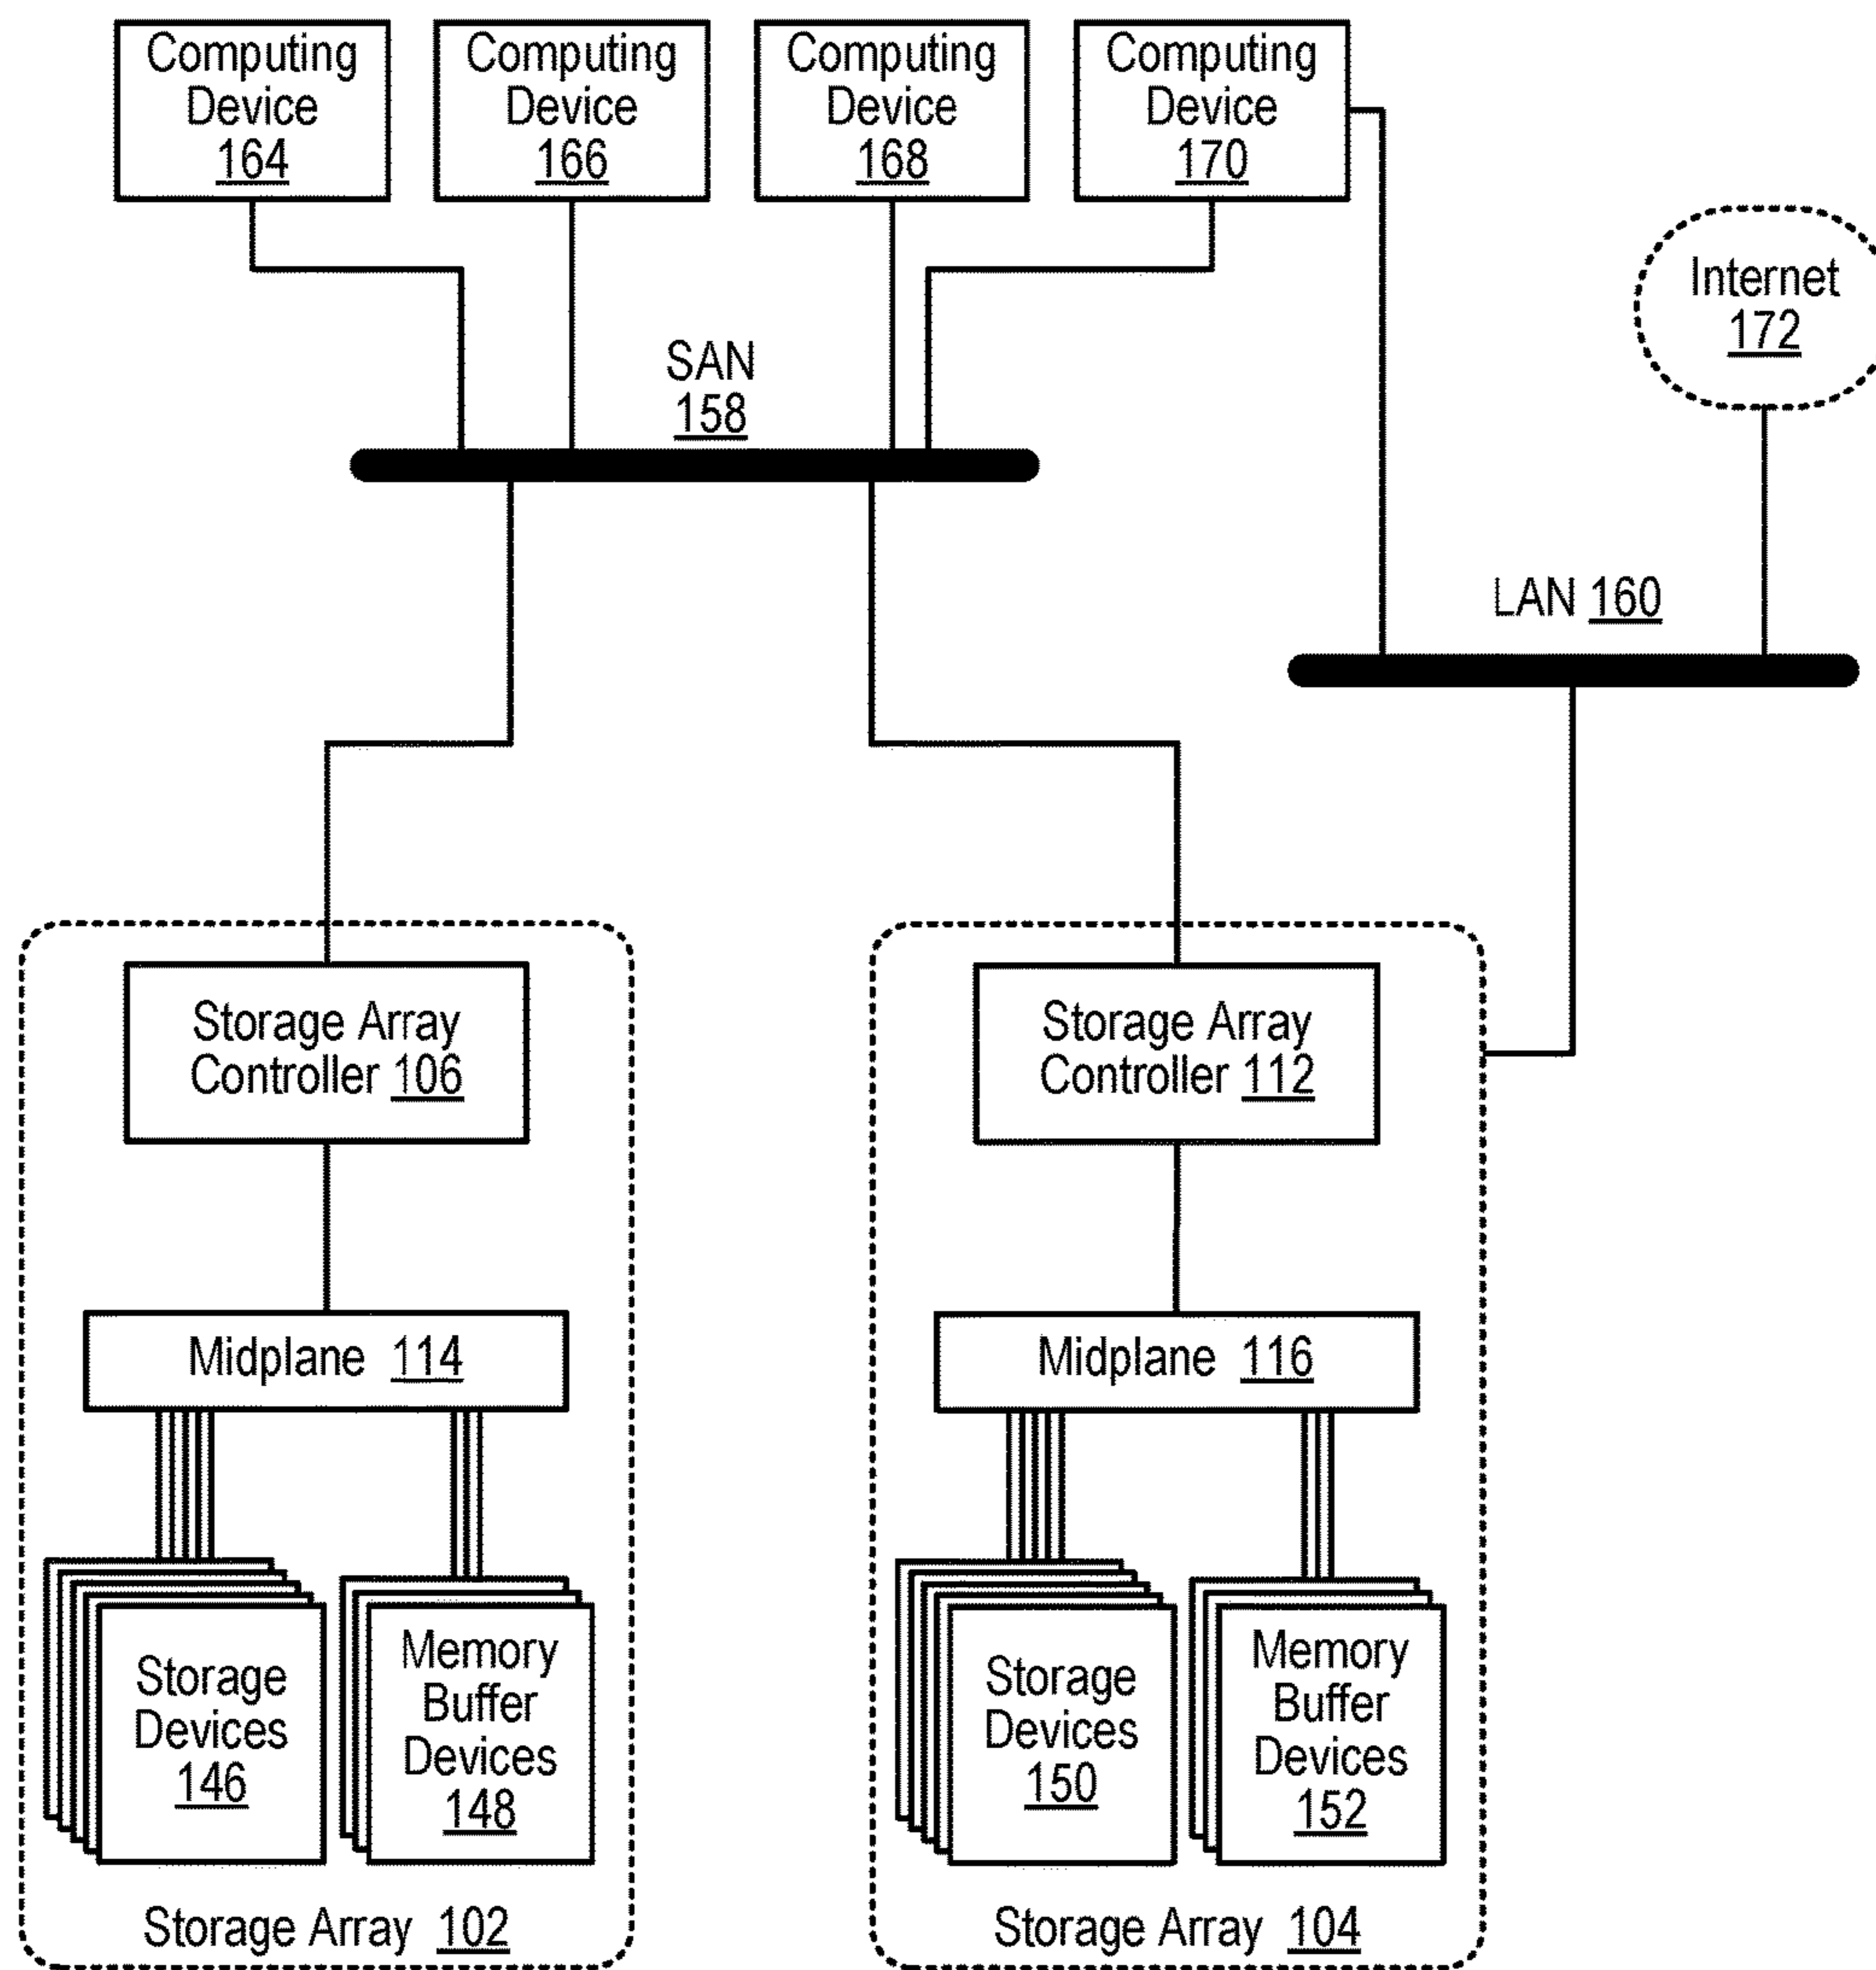 Computing
Device
164
Computing
Device
166
Computing
Device
168
Computing
Device
170
Internet
172
SAN
158
LAN 160
Storage Array
Controller 106
Storage Array
Controller 112
Midplane 114
Midplane 116
Storage
Devices
146
Memory
Buffer
Devices
148
Storage
Devices
150
Memory
Buffer
Devices
152
Storage Array 102
Storage Array 104